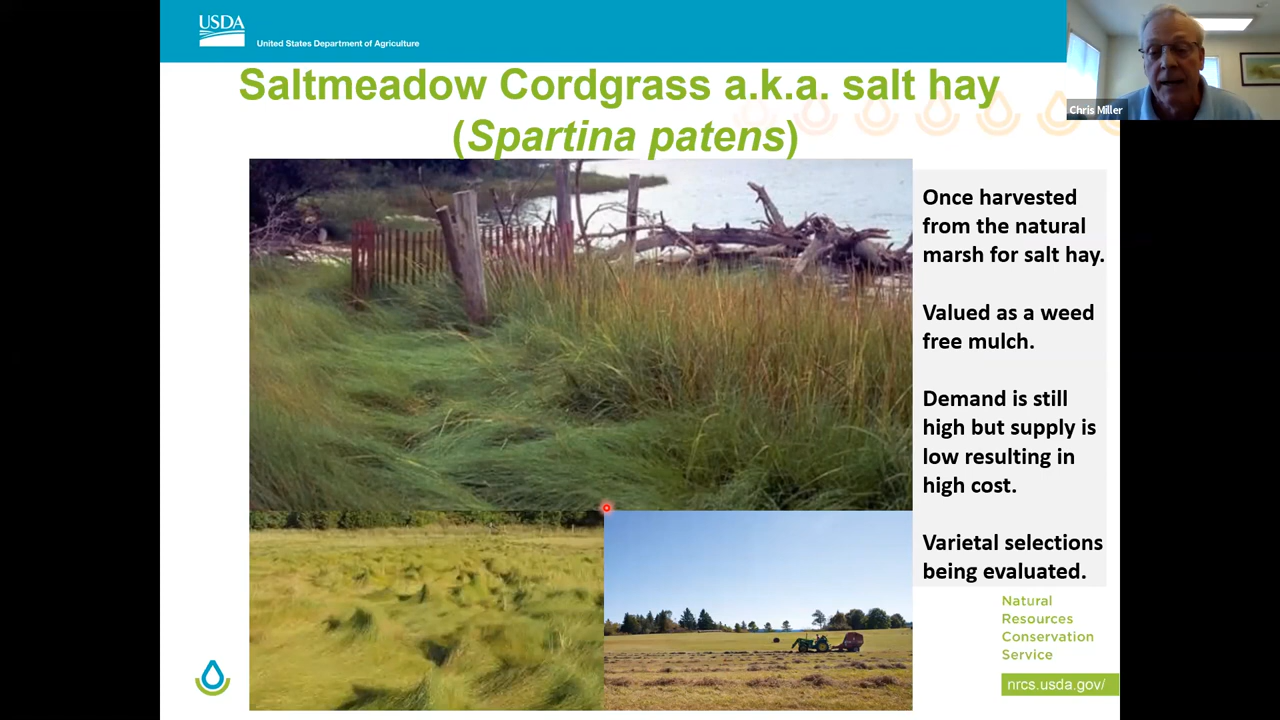 USDA
United States Department of Agriculture
Saltmeadow Cordgrass a.k.a. salt hay
(Spartina patens)
Chris Miller
Once harvested
from the natural
marsh for salt hay.
Valued as a weed
free mulch.
Demand is still
high but supply is
low resulting in
high cost.
Varietal selections
being evaluated.
Natural
Resources
Conservation
Service
nrcs.usda.gov/